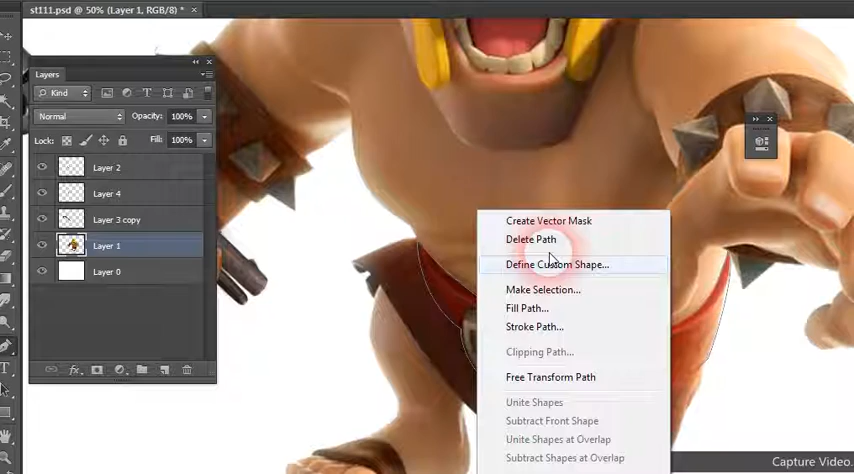 st111.psd @ 50% (Layer 1, RGB/8) *
Layers
Kind
T
Normal
Opacity: 100%
Lock:
Fill: 100%
Layer 2
Layer 4
Layer 3 copy
Layer 1
Layer 0
fx
T
Create Vector Mask
Delete Path
Define Custom Shape...
Make Selection...
Fill Path...
Stroke Path...
Clipping Path...
Free Transform Path
Unite Shapes
Subtract Front Shape
Unite Shapes at Overlap
Subtract Shapes at Overlap
Capture Video